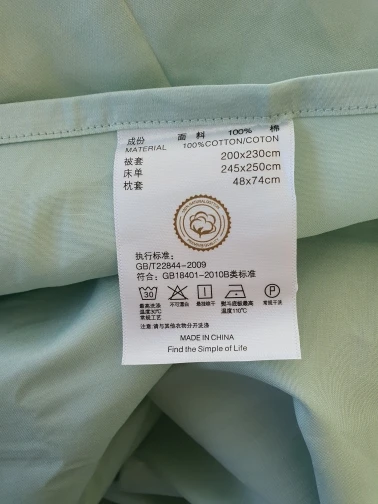 成份 面 料 100% 棉
MATERIAL 100%COTTON/COTON
被套 200x230cm
床单 245x250cm
枕套 48x74cm
执行标准:
GB/T22844-2009
符合: GB18401-2010B类标准
30
P
最高洗涤 不可漂白 悬挂晾干 熨斗底板最高 常规干洗
温度30℃ 温度110℃
常规工艺
注意:请与其他衣物分开洗涤
MADE IN CHINA
Find the Simple of Life